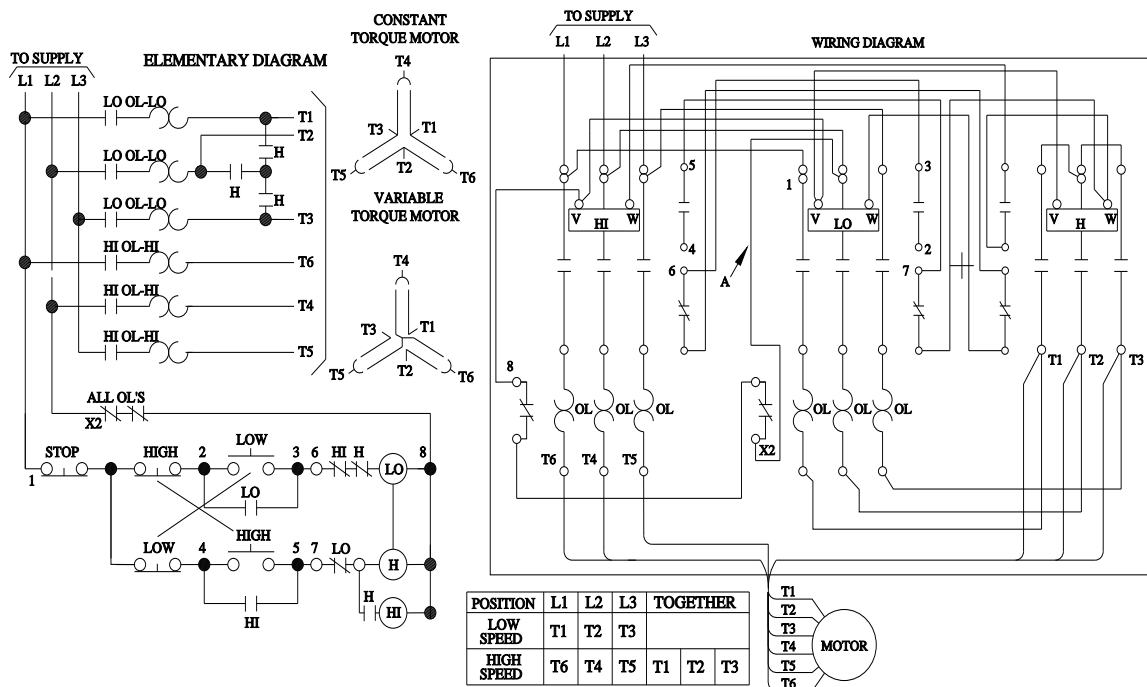 TO SUPPLY
L1 L2 L3
ELEMENTARY DIAGRAM
LO OL-LO
T1
T2
H
LO OL-LO
H
H
LO OL-LO
T3
HI OL-HI
T6
HI OL-HI
T4
HI OL-HI
T5
ALL OL'S
X2
STOP
1
HIGH
2
LOW
3
6
HI
H
LO
8
LO
HIGH
LOW
4
5
7
LO
H
HI
H
HI
CONSTANT
TORQUE MOTOR
T4
T3
T1
T2
T5
T6
VARIABLE
TORQUE MOTOR
T4
T3
T1
T2
T5
T6
TO SUPPLY
L1 L2 L3
WIRING DIAGRAM
5
1
3
V
W
HI
V
W
LO
V
W
H
4
6
A
2
7
8
OL
OL
OL
X2
OL
OL
OL
T1
T2
T3
T6
T4
T5
POSITION L1 L2 L3 TOGETHER
LOW
SPEED
T1 T2 T3
HIGH
SPEED
T6 T4 T5 T1 T2 T3
T1
T2
T3
T4
T5
T6
MOTOR